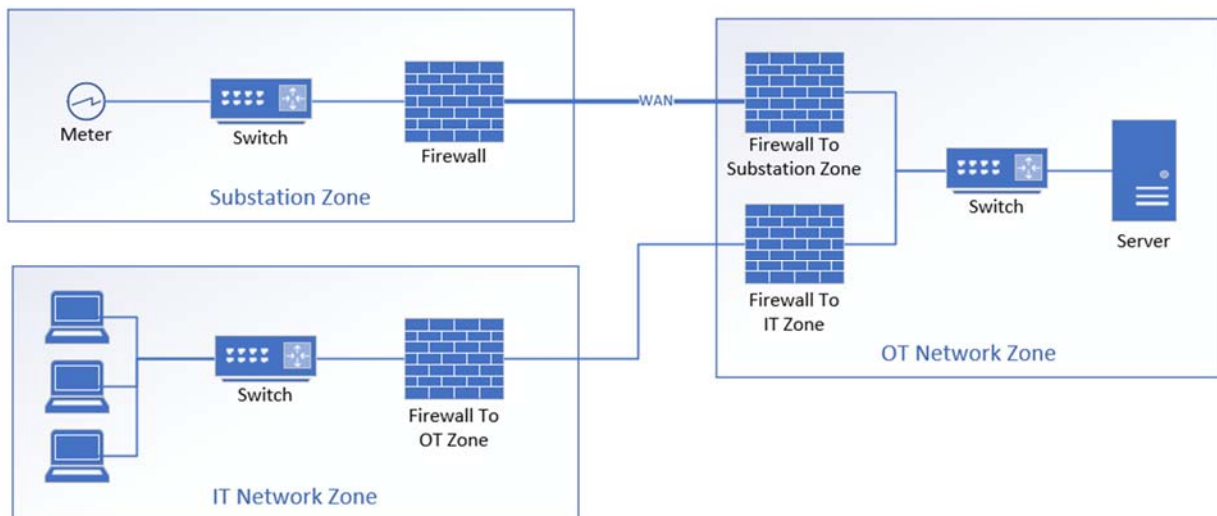 Meter
Switch
Firewall
Substation Zone
WAN
Firewall To
Substation Zone
Switch
Server
Firewall To
IT Zone
OT Network Zone
Switch
Firewall To
OT Zone
IT Network Zone